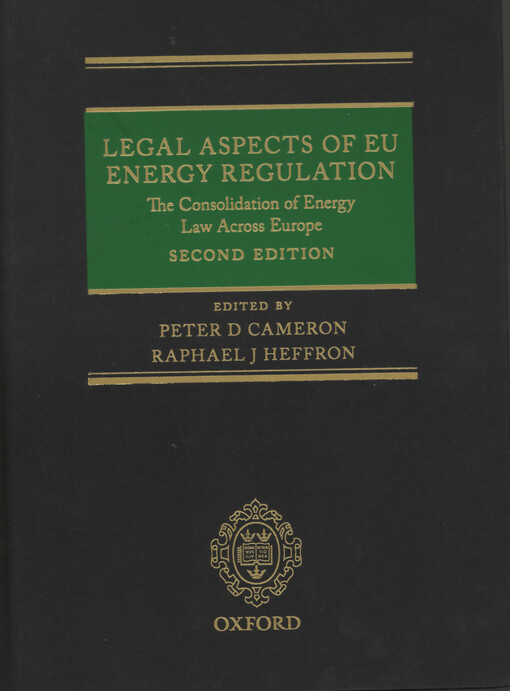 LEGAL ASPECTS OF EU
ENERGY REGULATION
The Consolidation of Energy
Law Across Europe
SECOND EDITION
EDITED BY
PETER D CAMERON
RAPHAEL J HEFFRON
OXFORD